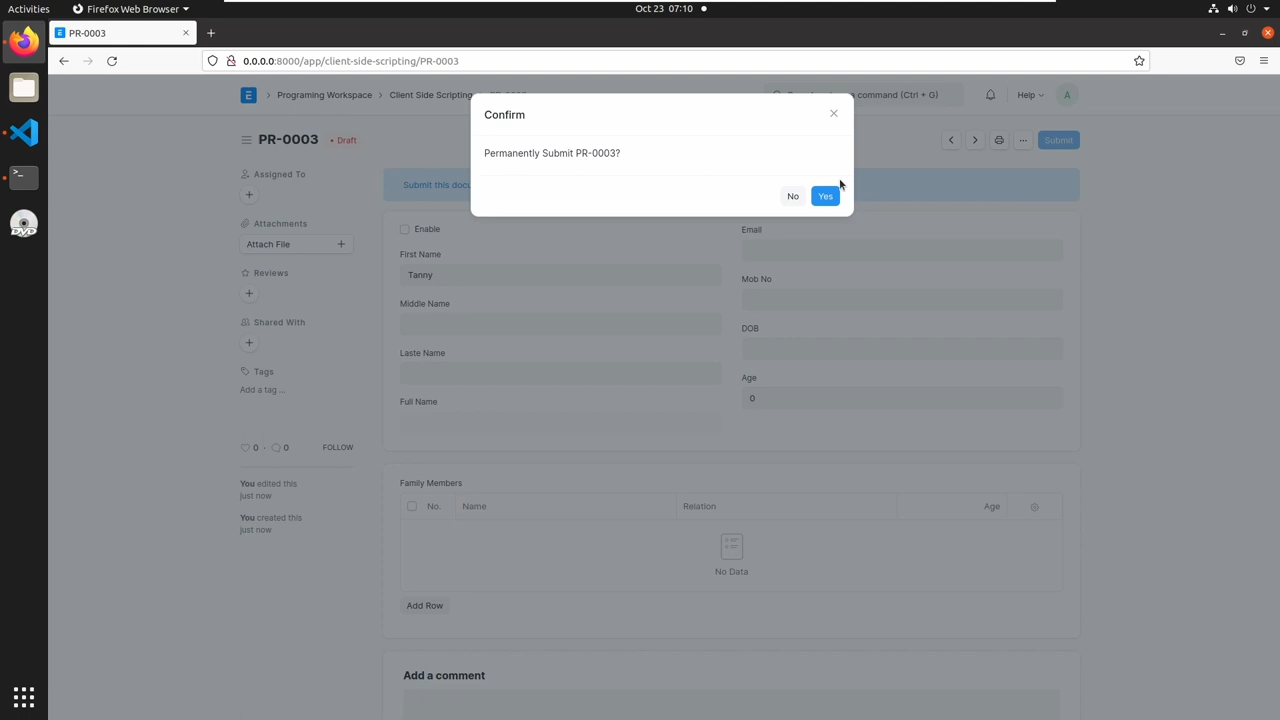 Activities
Firefox Web Browser
Oct 23 07:10
PR-0003
0.0.0.0:8000/app/client-side-scripting/PR-0003
Programing Workspace
Client Side Scripting
command (Ctrl + G)
Help
A
PR-0003
Draft
Submit
Confirm
Permanently Submit PR-0003?
No
Yes
Submit this docu
Assigned To
Attachments
Attach File
Reviews
Shared With
Tags
Add a tag ...
0 · 0
FOLLOW
You edited this
just now
You created this
just now
Enable
First Name
Tanny
Middle Name
Laste Name
Full Name
Email
Mob No
DOB
Age
0
Family Members
No.
Name
Relation
Age
No Data
Add Row
Add a comment
DVD